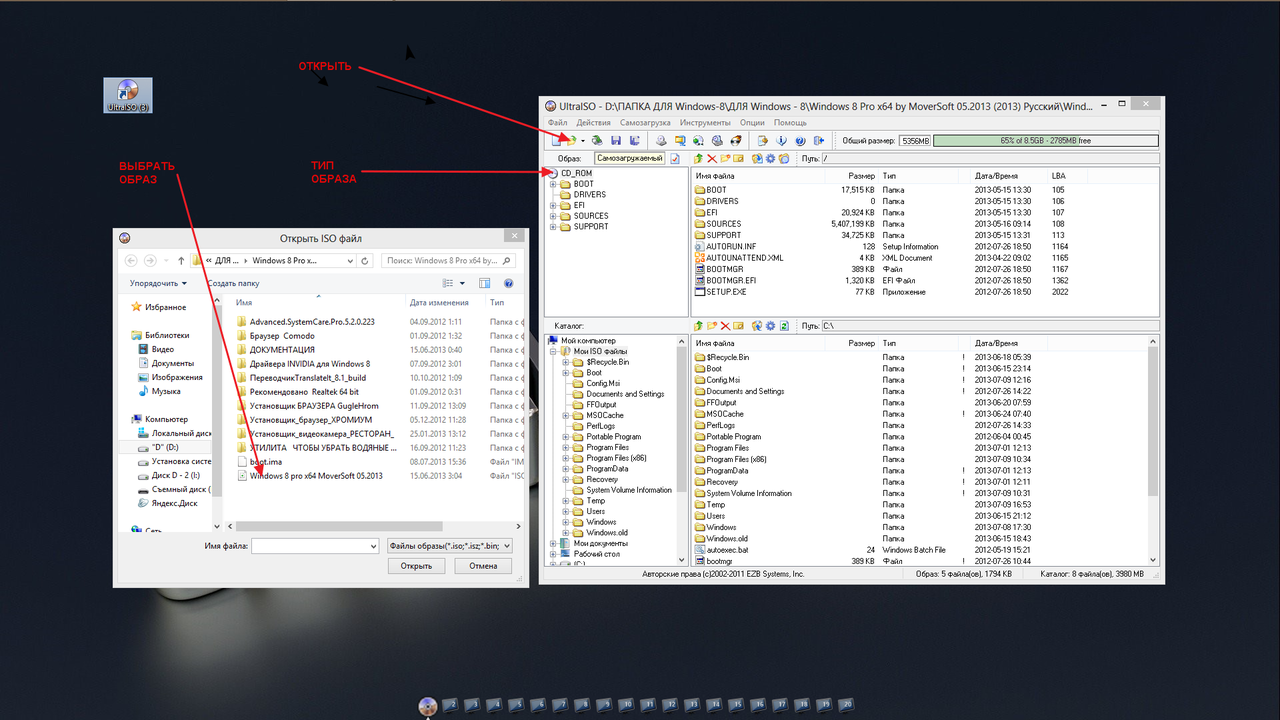 ОТКРЫТЬ
UltraISO (3)
ВЫБРАТЬ
ОБРАЗ
ТИП
ОБРАЗА
Открыть ISO файл
« ДЛЯ ... › Windows 8 Pro x...
Поиск: Windows 8 Pro x64 by...
Упорядочить
Создать папку
Избранное
Библиотеки
Видео
Документы
Изображения
Музыка
Компьютер
Локальный диск
"D" (D:)
Установка систе
Диск D - 2 (I:)
Съемный диск (
Яндекс.Диск
Сеть
Имя Дата изменения Тип
Advanced.SystemCare.Pro.5.2.0.223 04.09.2012 1:11 Папка с ф
Браузер Comodo 01.09.2012 1:32 Папка с ф
ДОКУМЕНТАЦИЯ 15.06.2013 0:40 Папка с ф
Драйвера INVIDIA для Windows 8 07.09.2012 3:01 Папка с ф
ПереводчикTranslateIt_8.1_build 10.10.2012 1:09 Папка с ф
Рекомендовано Realtek 64 bit 01.09.2012 0:31 Папка с ф
Установщик БРАУЗЕРА GugleHrom 11.09.2012 13:09 Папка с ф
Установщик_браузер_ХРОМИУМ 05.12.2012 11:28 Папка с ф
Установщик_видеокамера_РЕСТОРАН_ 25.01.2013 13:12 Папка с ф
УТИЛИТА ЧТОБЫ УБРАТЬ ВОДЯНЫЕ ... 16.09.2012 11:23 Папка с ф
boot.ima 08.07.2013 15:36 Файл "IM
Windows 8 pro x64 MoverSoft 05.2013 15.06.2013 3:04 Файл "ISO
Имя файла:
Файлы образы(*.iso;*.isz;*.bin;
Открыть
Отмена
UltraISO - D:\ПАПКА ДЛЯ Windows-8\ДЛЯ Windows - 8\Windows 8 Pro x64 by MoverSoft 05.2013 (2013) Русский\Wind...
Файл Действия Самозагрузка Инструменты Опции Помощь
Общий размер: 5356MB 65% of 8.5GB - 2785MB free
Образ: Самозагружаемый
Путь: /
CD_ROM
BOOT
DRIVERS
EFI
SOURCES
SUPPORT
Имя файла Размер Тип Дата/Время LBA
BOOT 17,515 KB Папка 2013-05-15 13:30 105
DRIVERS 0 Папка 2013-05-15 13:30 106
EFI 20,924 KB Папка 2013-05-15 13:30 107
SOURCES 5,407,199 KB Папка 2013-05-16 09:14 108
SUPPORT 34,725 KB Папка 2013-05-15 13:31 113
AUTORUN.INF 128 Setup Information 2012-07-26 18:50 1164
AUTOUNATTEND.XML 4 KB XML Document 2013-04-22 09:02 1165
BOOTMGR 389 KB Файл 2012-07-26 18:50 1167
BOOTMGR.EFI 1,320 KB EFI Файл 2012-07-26 18:50 1362
SETUP.EXE 77 KB Приложение 2012-07-26 18:50 2022
Каталог:
Путь: C:\
Мой компьютер
Мои ISO файлы
$Recycle.Bin
Boot
Config.Msi
Documents and Settings
FFOutput
MSOCache
PerfLogs
Portable Program
Program Files
Program Files (x86)
ProgramData
Recovery
System Volume Information
Temp
Users
Windows
Windows.old
Мои документы
Рабочий стол
(C:)
Имя файла Размер Тип Дата/Время
$Recycle.Bin Папка ! 2013-06-18 05:39
Boot Папка ! 2013-06-15 23:14
Config.Msi Папка ! 2013-07-09 12:16
Documents and Settings Папка ! 2012-07-26 14:22
FFOutput Папка 2013-06-20 07:59
MSOCache Папка ! 2013-06-24 07:40
PerfLogs Папка 2012-07-26 14:33
Portable Program Папка 2012-06-04 00:45
Program Files Папка 2013-07-01 12:13
Program Files (x86) Папка 2013-07-09 10:34
ProgramData Папка ! 2013-07-01 12:13
Recovery Папка ! 2013-07-01 12:11
System Volume Information Папка ! 2013-07-09 10:31
Temp Папка 2013-07-09 16:53
Users Папка 2013-06-15 21:12
Windows Папка 2013-07-08 17:30
Windows.old Папка 2013-06-18 20:43
autoexec.bat 24 Windows Batch File 2012-05-19 15:21
bootmgr 389 KB Файл ! 2012-07-26 10:44
Авторские права (c)2002-2011 EZB Systems, Inc.
Образ: 5 файла(ов), 1794 KB
Каталог: 8 файла(ов), 3980 MB
2 3 4 5 6 7 8 9 10 11 12 13 14 15 16 17 18 19 20